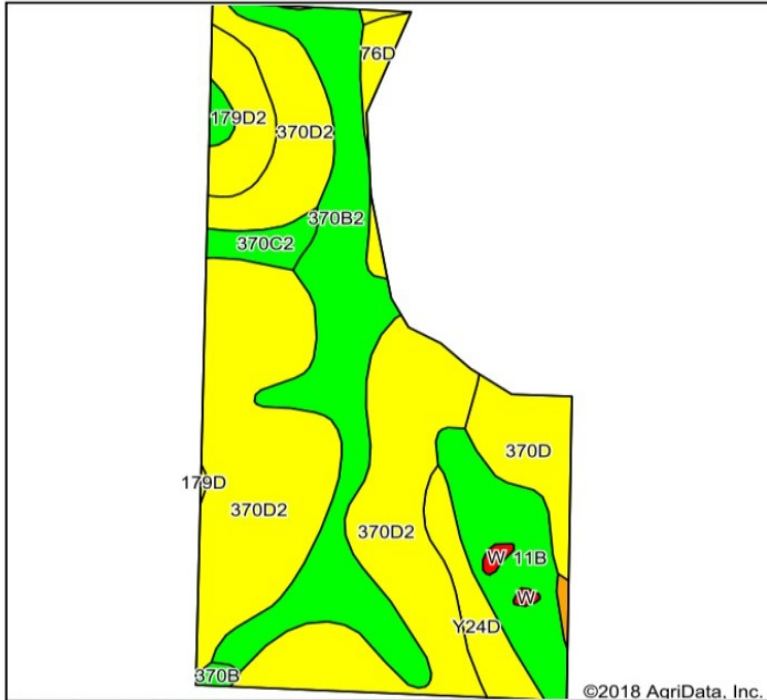 76D
179D2
370D2
370B2
370C2
370D
179D
370D2
370D2
W 11B
W
Y24D
370B
©2018 AgriData, Inc.